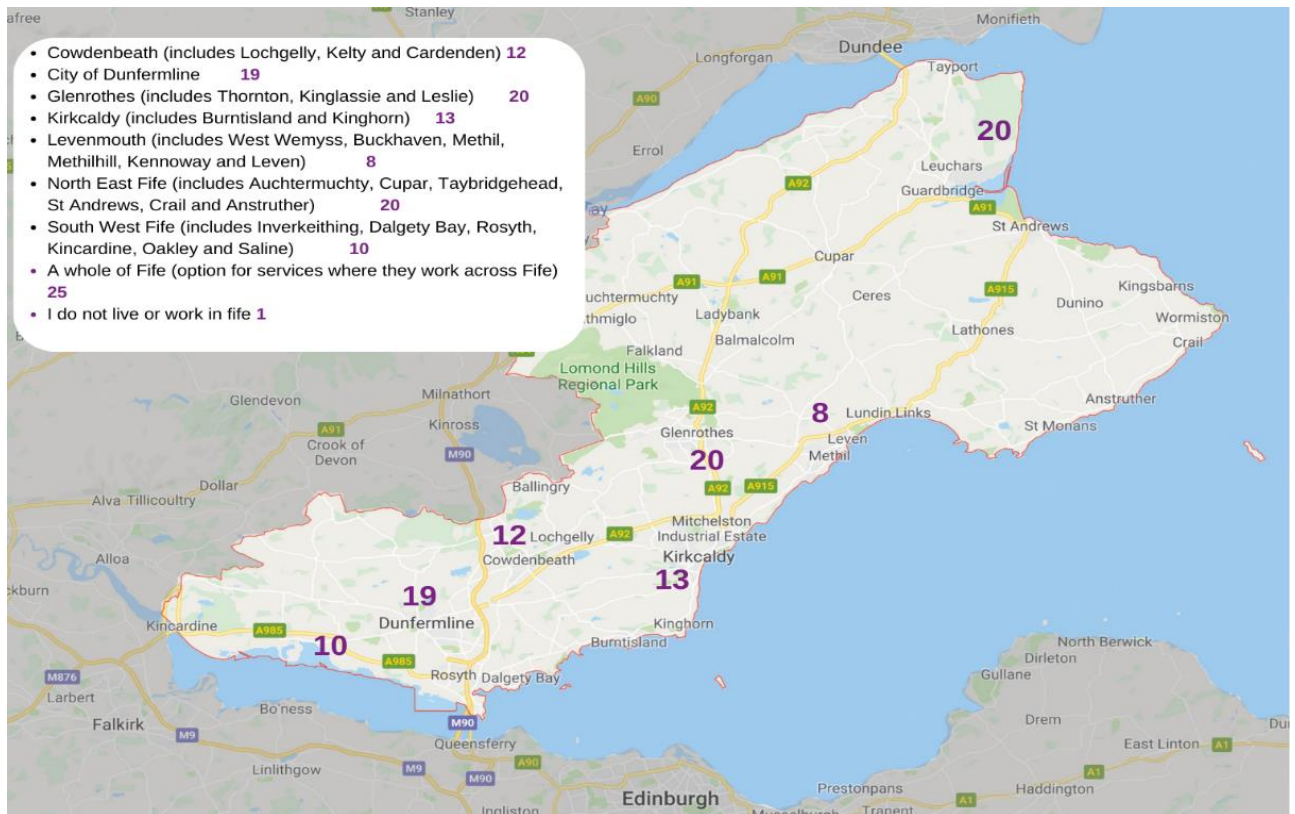 afree
Stanley
Monifieth
Dundee
Longforgan
Tayport
• Cowdenbeath (includes Lochgelly, Kelty and Cardenden) 12
• City of Dunfermline 19
• Glenrothes (includes Thornton, Kinglassie and Leslie) 20
• Kirkcaldy (includes Burntisland and Kinghorn) 13
• Levenmouth (includes West Wemyss, Buckhaven, Methil,
Methilhill, Kennoway and Leven) 8
• North East Fife (includes Auchtermuchty, Cupar, Taybridgehead,
St Andrews, Crail and Anstruther) 20
• South West Fife (includes Inverkeithing, Dalgety Bay, Rosyth,
Kincardine, Oakley and Saline) 10
• A whole of Fife (option for services where they work across Fife)
25
• I do not live or work in fife 1
A90
20
Errol
Leuchars
A92
Guardbridge
A91
St Andrews
Cupar
A91
A91
Kingsbarns
uchtermuchty
Ceres
A915
Dunino
thmiglo
Ladybank
Wormiston
Lathones
Balmalcolm
Crail
Falkland
Lomond Hills
Regional Park
Milnathort
Glendevon
Anstruther
A92
8
Lundin Links
Kinross
Glenrothes
St Monans
A91
Leven
Crook of
Devon
M90
Methil
20
Dollar
Ballingry
A92
A915
Alva
Tillicoultry
Mitchelston
Industrial Estate
12
Lochgelly
A92
Alloa
Cowdenbeath
Kirkcaldy
13
ckburn
19
Dunfermline
Kincardine
A985
Kinghorn
10
Burntisland
North Berwick
A985
Dirleton
Rosyth
Dalgety Bay
Gullane
M876
Larbert
Bo'ness
Falkirk
M90
Drem
Du
M9
Queensferry
East Linton
A1
A90
Linlithgow
M9
M90
A1
Prestonpans
Haddington
Edinburgh
A1
Ingliston
Musselburgh
Tranent